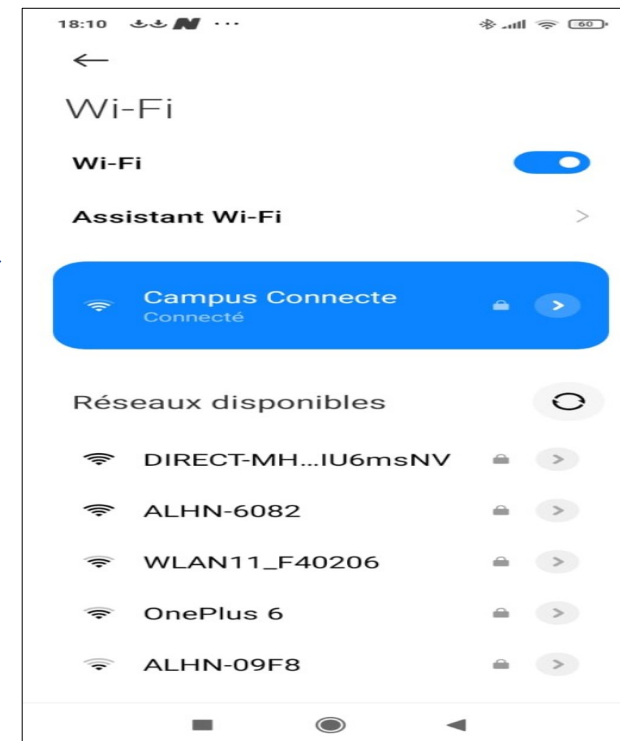 18:10 ...
60
Wi-Fi
Wi-Fi
Assistant Wi-Fi
Campus Connecte
Connecté
Réseaux disponibles
DIRECT-MH...IU6msNV
ALHN-6082
WLAN11_F40206
OnePlus 6
ALHN-09F8